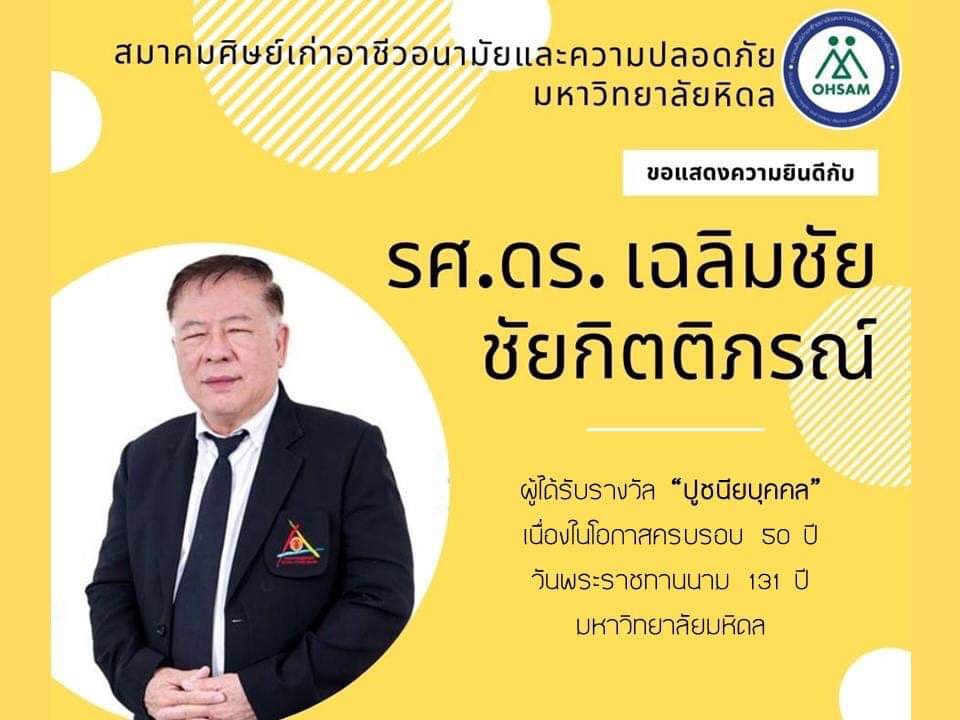 สมาคมศิษย์เก่าอาชีวอนามัยและความปลอดภัย
มหาวิทยาลัยหิดล
OHSAM
ขอแสดงความยินดีกับ
รศ.ดร. เฉลิมชัย
ชัยกิตติภรณ์
ผู้ได้รับรางวัล “ปูชนียบุคคล”
เนื่องในโอกาสครบรอบ 50 ปี
วันพระราชทานนาม 131 ปี
มหาวิทยาลัยมหิดล